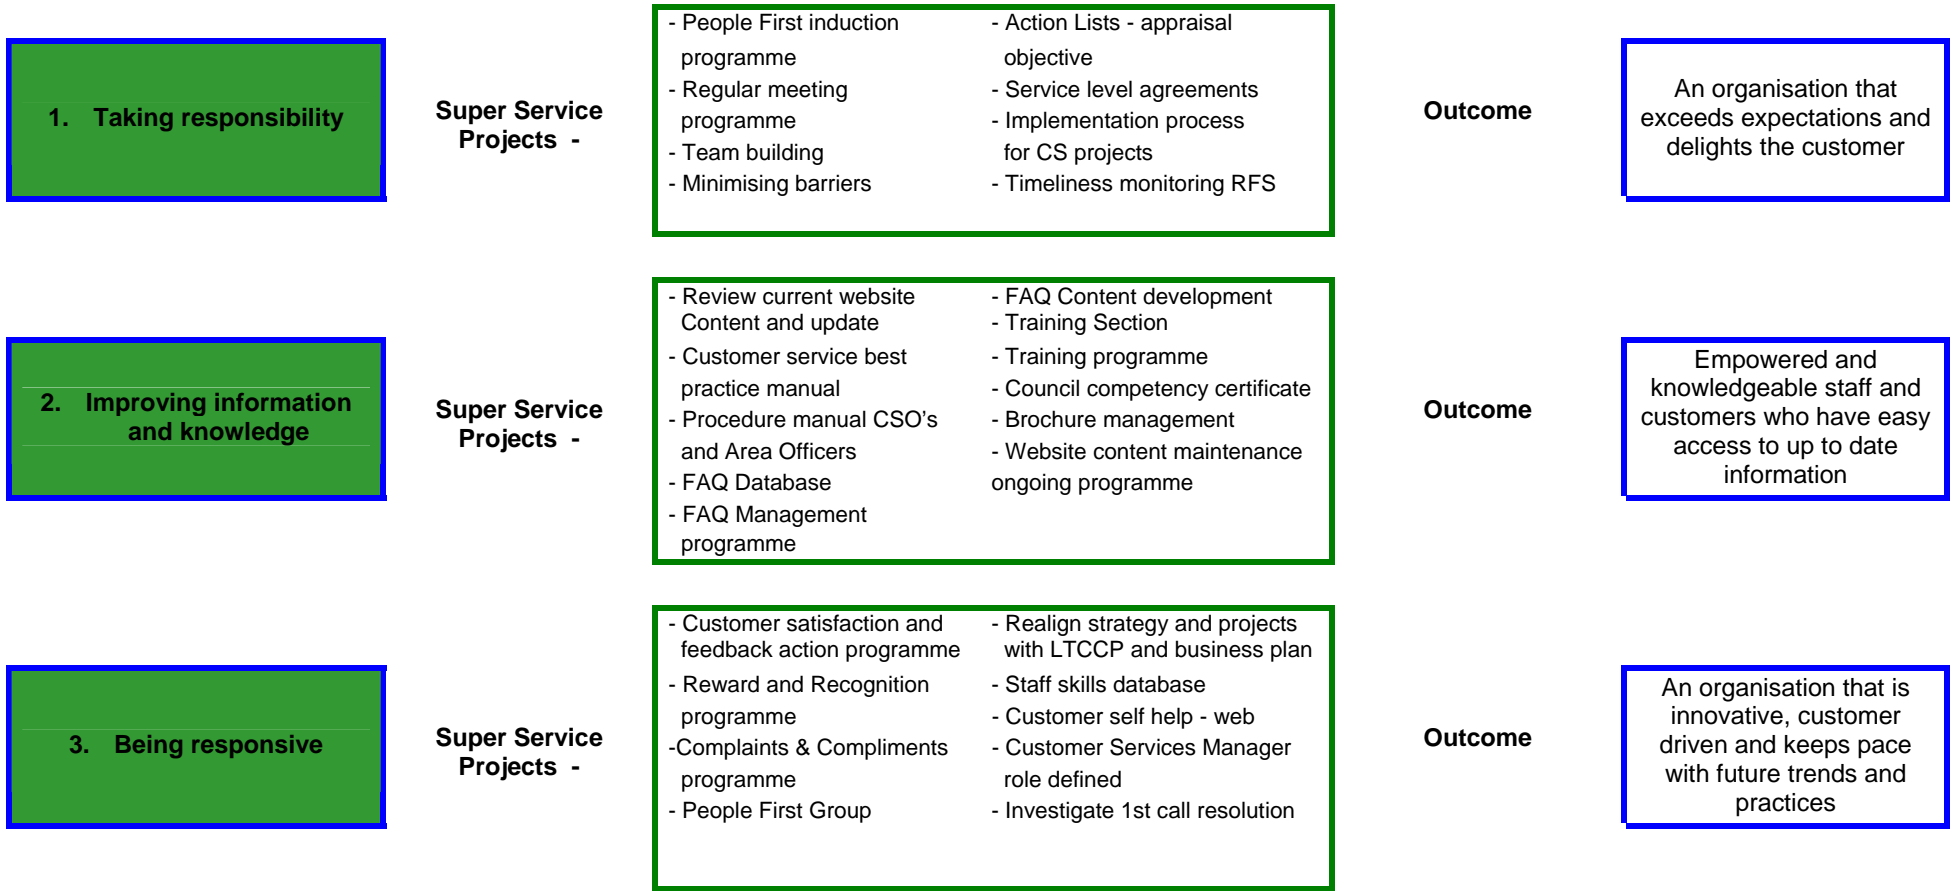 1. Taking responsibility
Super Service
Projects -
- People First induction
programme
- Regular meeting
programme
- Team building
- Minimising barriers
- Action Lists - appraisal
objective
- Service level agreements
- Implementation process
for CS projects
- Timeliness monitoring RFS
Outcome
An organisation that
exceeds expectations and
delights the customer
2. Improving information
and knowledge
Super Service
Projects -
- Review current website
Content and update
- Customer service best
practice manual
- Procedure manual CSO’s
and Area Officers
- FAQ Database
- FAQ Management
programme
- FAQ Content development
- Training Section
- Training programme
- Council competency certificate
- Brochure management
- Website content maintenance
ongoing programme
Outcome
Empowered and
knowledgeable staff and
customers who have easy
access to up to date
information
3. Being responsive
Super Service
Projects -
- Customer satisfaction and
feedback action programme
- Reward and Recognition
programme
-Complaints & Compliments
programme
- People First Group
- Realign strategy and projects
with LTCCP and business plan
- Staff skills database
- Customer self help - web
- Customer Services Manager
role defined
- Investigate 1st call resolution
Outcome
An organisation that is
innovative, customer
driven and keeps pace
with future trends and
practices